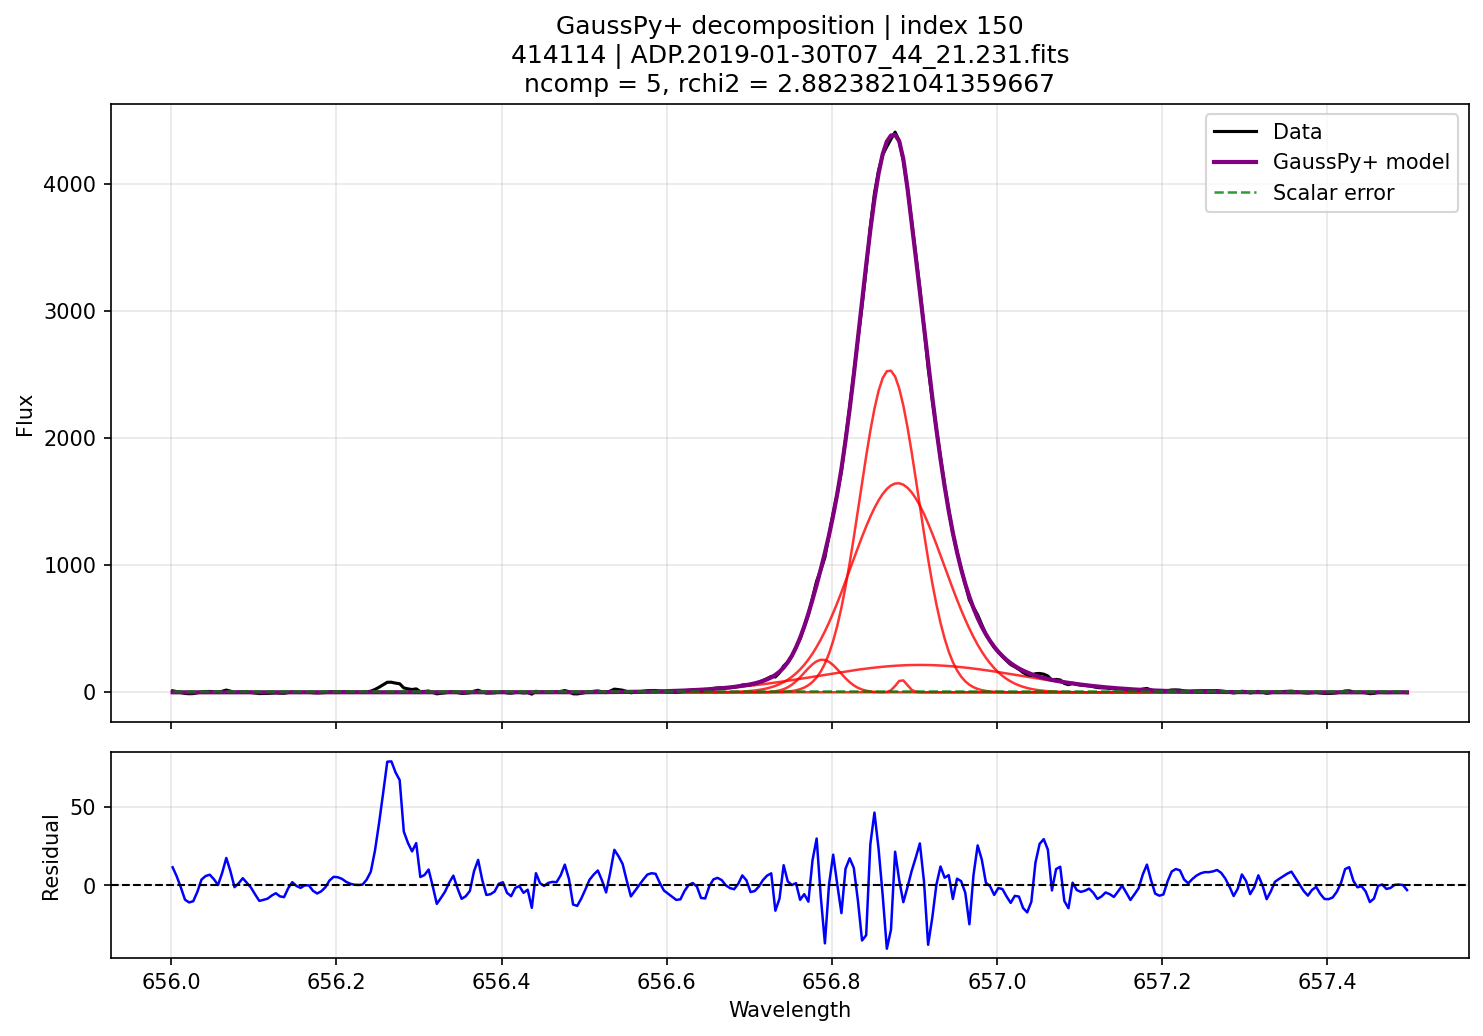 GaussPy+ decomposition | index 150
414114 | ADP.2019-01-30T07_44_21.231.fits
ncomp = 5, rchi2 = 2.8823821041359667
Data
GaussPy+ model
Scalar error
Flux
4000
3000
2000
1000
0
Residual
50
0
656.0 656.2 656.4 656.6 656.8 657.0 657.2 657.4
Wavelength